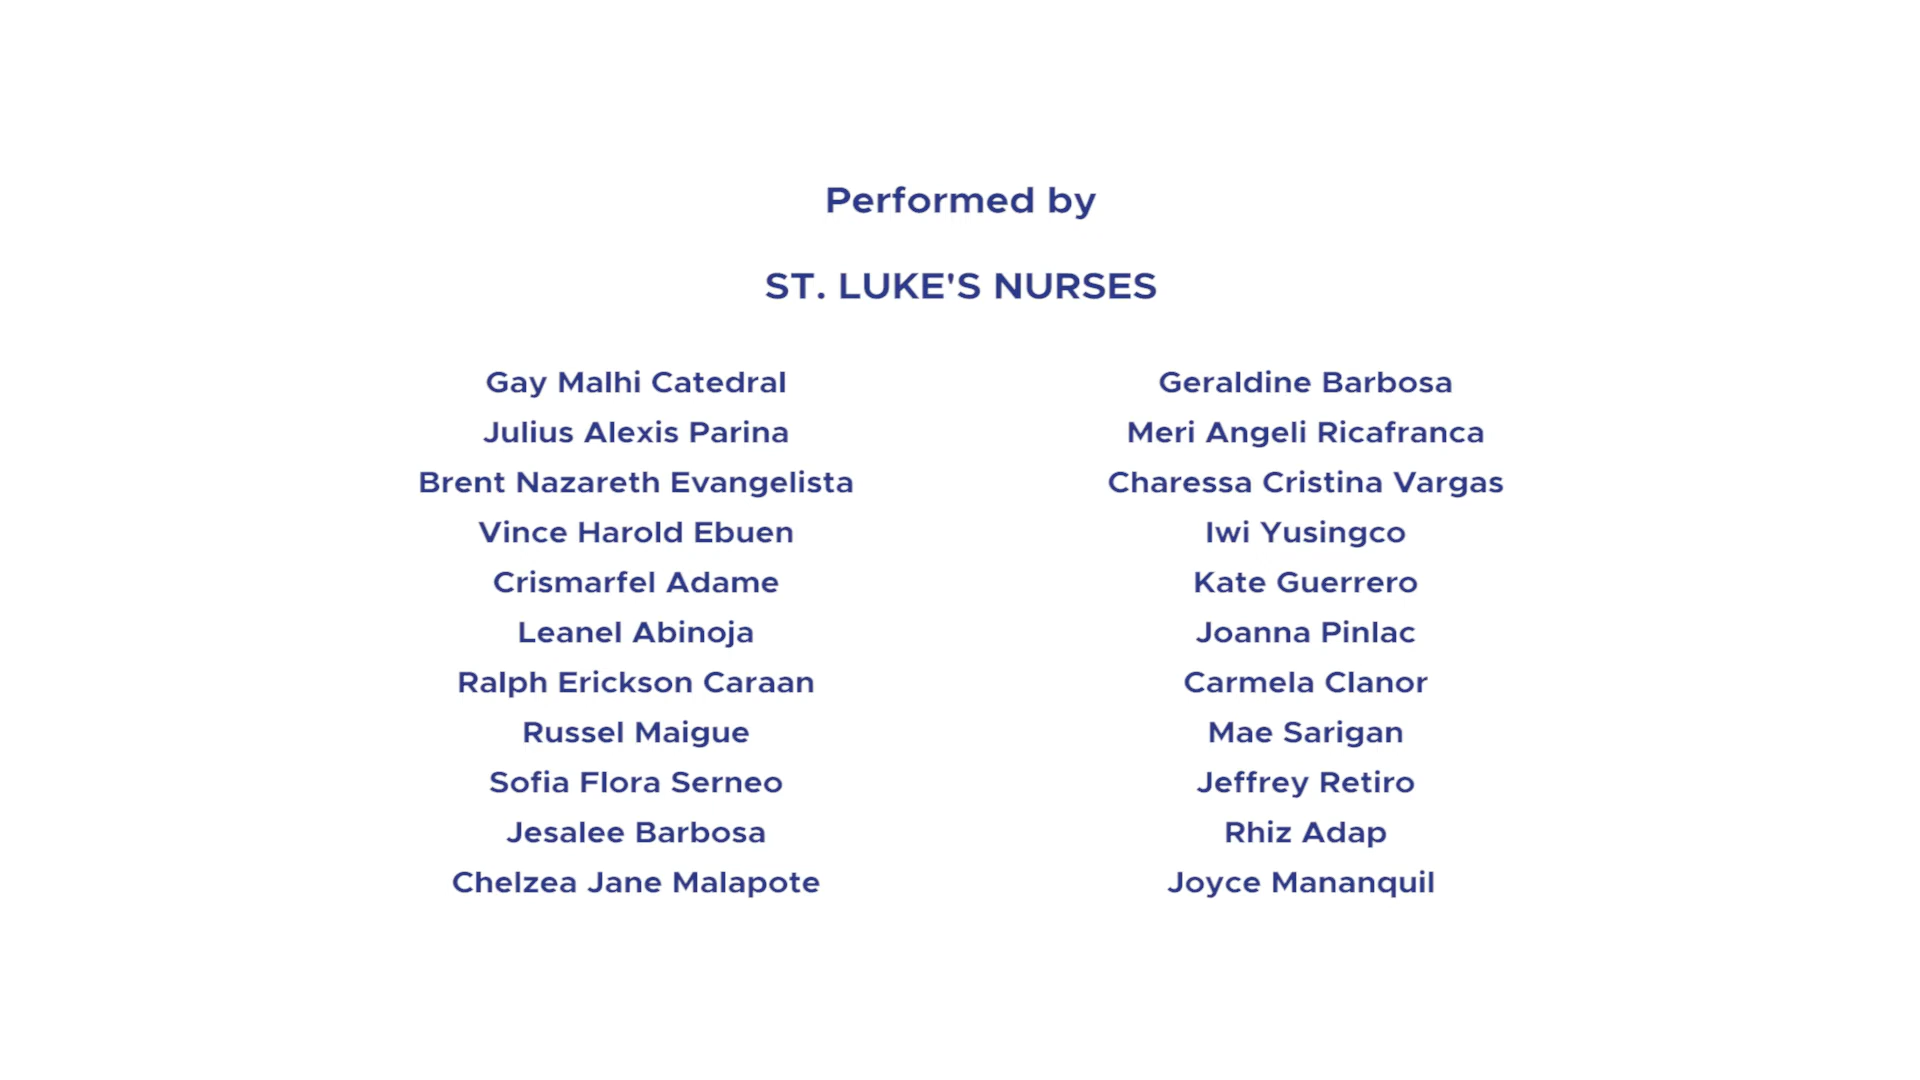 Performed by
ST. LUKE'S NURSES
Gay Malhi Catedral
Julius Alexis Parina
Brent Nazareth Evangelista
Vince Harold Ebuen
Crismarfel Adame
Leanel Abinoja
Ralph Erickson Caraan
Russel Maigue
Sofia Flora Serneo
Jesalee Barbosa
Chelzea Jane Malapote
Geraldine Barbosa
Meri Angeli Ricafranca
Charessa Cristina Vargas
Iwi Yusingco
Kate Guerrero
Joanna Pinlac
Carmela Clanor
Mae Sarigan
Jeffrey Retiro
Rhiz Adap
Joyce Mananquil